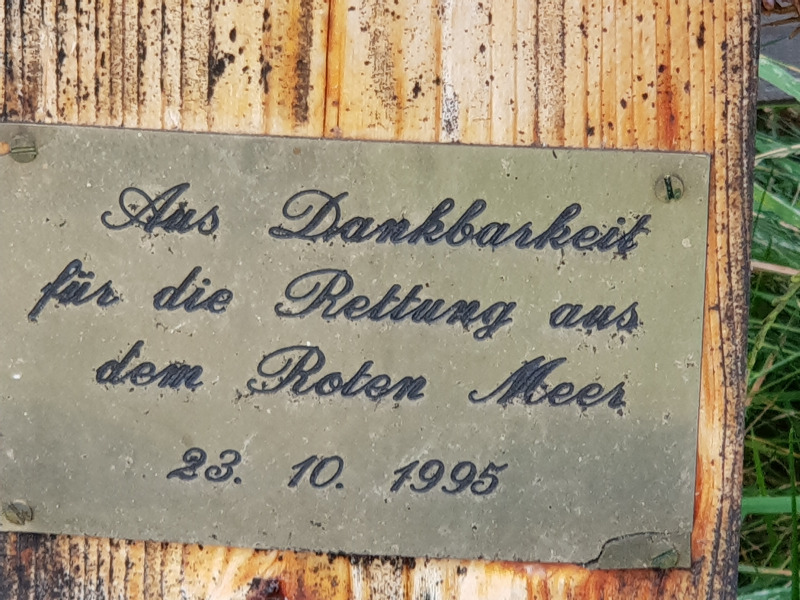 Aus Dankbarkeit
für die Rettung aus
dem Roten Meer
23. 10. 1995